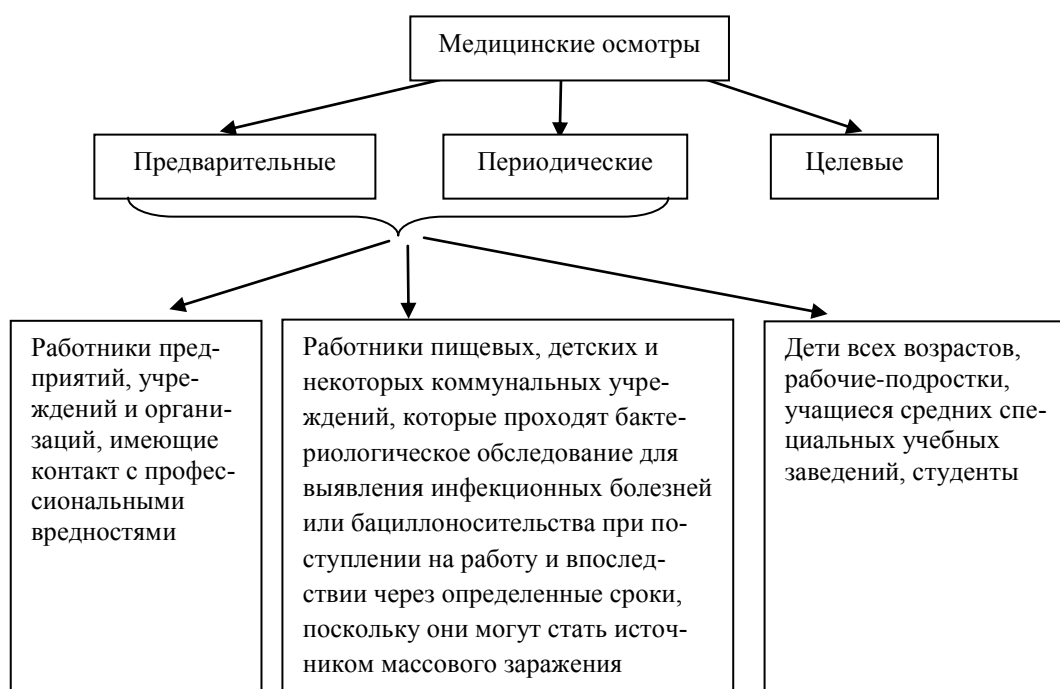 Медицинские осмотры
Предварительные
Периодические
Целевые
Работники пред-
приятий, учре-
ждений и органи-
заций, имеющие
контакт с профес-
сиональными
вредностями
Работники пищевых, детских и
некоторых коммунальных учре-
ждений, которые проходят бакте-
риологическое обследование для
выявления инфекционных болезней
или бациллоносительства при по-
ступлении на работу и впослед-
ствии через определенные сроки,
поскольку они могут стать источ-
ником массового заражения
Дети всех возрастов,
рабочие-подростки,
учащиеся средних спе-
циальных учебных
заведений, студенты